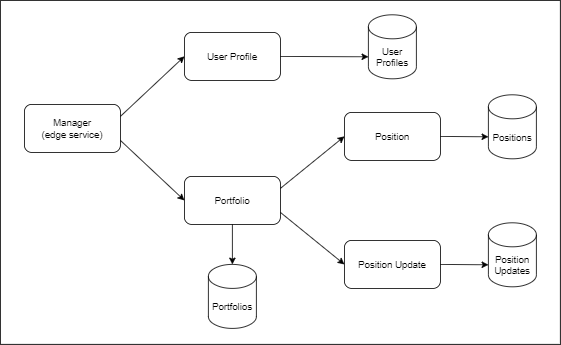 User Profile
User
Profiles
Manager
(edge service)
Position
Positions
Portfolio
Position Update
Position
Updates
Portfolios